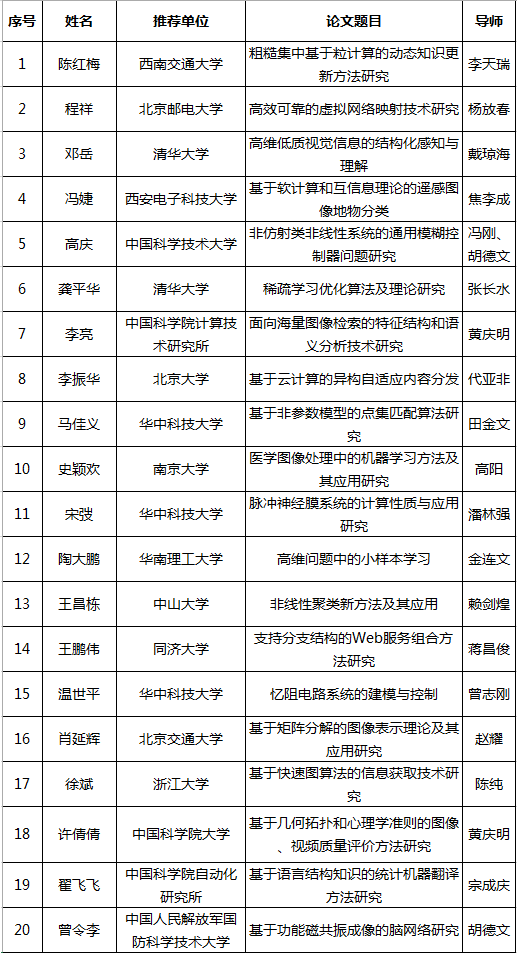 序号 姓名 推荐单位 论文题目 导师
1 陈红梅 西南交通大学 粗糙集中基于粒计算的动态知识更
新方法研究 李天瑞
2 程祥 北京邮电大学 高效可靠的虚拟网络映射技术研究 杨放春
3 邓岳 清华大学 高维低质视觉信息的结构化感知与
理解 戴琼海
4 冯婕 西安电子科技大学 基于软计算和互信息理论的遥感图
像地物分类 焦李成
5 高庆 中国科学技术大学 非仿射类非线性系统的通用模糊控
制器问题研究 冯刚、
胡德文
6 龚平华 清华大学 稀疏学习优化算法及理论研究 张长水
7 李亮 中国科学院计算技
术研究所 面向海量图像检索的特征结构和语
义分析技术研究 黄庆明
8 李振华 北京大学 基于云计算的异构自适应内容分发 代亚非
9 马佳义 华中科技大学 基于非参数模型的点集匹配算法研
究 田金文
10 史颖欢 南京大学 医学图像处理中的机器学习方法及
其应用研究 高阳
11 宋弢 华中科技大学 脉冲神经膜系统的计算性质与应用
研究 潘林强
12 陶大鹏 华南理工大学 高维问题中的小样本学习 金连文
13 王昌栋 中山大学 非线性聚类新方法及其应用 赖剑煌
14 王鹏伟 同济大学 支持分支结构的Web服务组合方
法研究 蒋昌俊
15 温世平 华中科技大学 忆阻电路系统的建模与控制 曾志刚
16 肖延辉 北京交通大学 基于矩阵分解的图像表示理论及其
应用研究 赵耀
17 徐斌 浙江大学 基于快速图算法的信息获取技术研
究 陈纯
18 许倩倩 中国科学院大学 基于几何拓扑和心理学准则的图像
、视频质量评价方法研究 黄庆明
19 翟飞飞 中国科学院自动化
研究所 基于语言结构知识的统计机器翻译
方法研究 宗成庆
20 曾令李 中国人民解放军国
防科学技术大学 基于功能磁共振成像的脑网络研究 胡德文